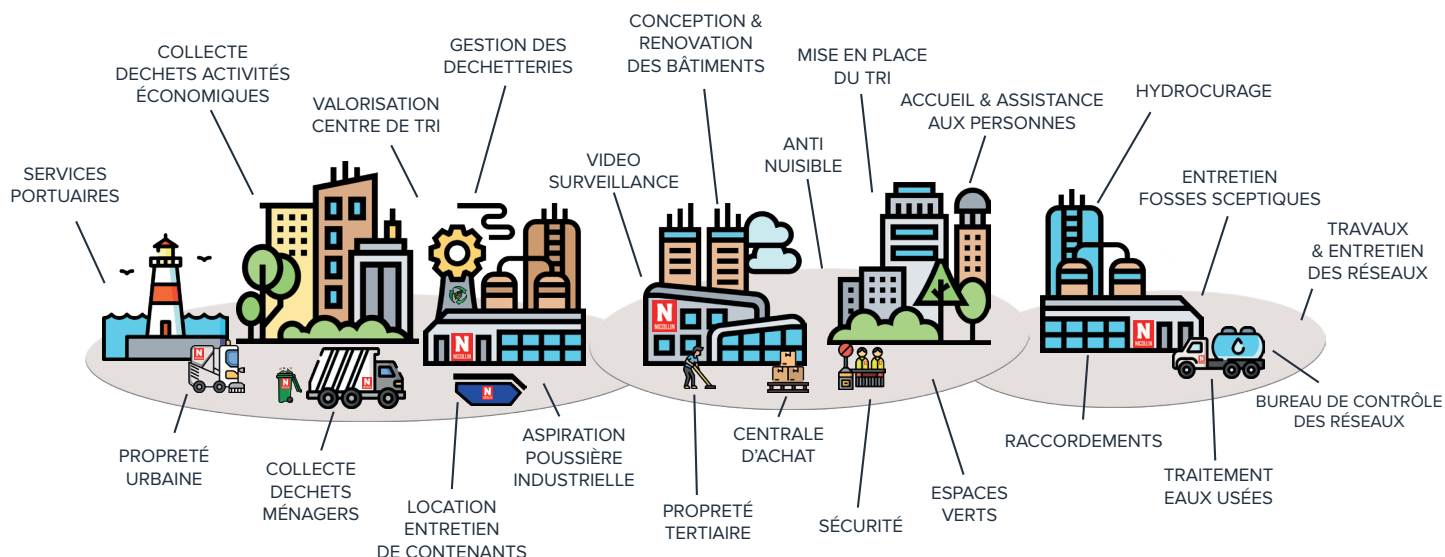 COLLECTE
DECHETS ACTIVITÉS
ÉCONOMIQUES
GESTION DES
DECHETTERIES
CONCEPTION &
RENOVATION
DES BÂTIMENTS
MISE EN PLACE
DU TRI
HYDROCURAGE
VALORISATION
CENTRE DE TRI
ACCUEIL & ASSISTANCE
AUX PERSONNES
SERVICES
PORTUAIRES
VIDEO
SURVEILLANCE
ANTI
NUISIBLE
ENTRETIEN
FOSSES SCEPTIQUES
TRAVAUX
& ENTRETIEN
DES RÉSEAUX
N
NICOLLIN
N
NICOLLIN
N
NICOLLIN
N
N
N
N
N
PROPRETÉ
URBAINE
COLLECTE
DECHETS
MÉNAGERS
LOCATION
ENTRETIEN
DE CONTENANTS
ASPIRATION
POUSSIÈRE
INDUSTRIELLE
PROPRETÉ
TERTIAIRE
CENTRALE
D'ACHAT
SÉCURITÉ
ESPACES
VERTS
RACCORDEMENTS
TRAITEMENT
EAUX USÉES
BUREAU DE CONTRÔLE
DES RÉSEAUX